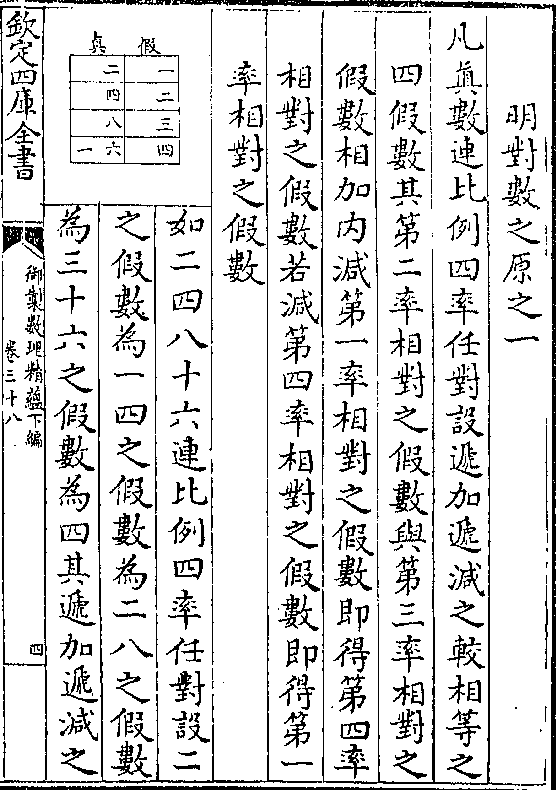 明對數之原之一
凡真數連比例四率任對設遞加遞減之較相等之
四假數其第二率相對之假數與第三率相對之
假數相加内減第一率相對之假數即得第四率
相對之假數若減第四率相對之假數即得第一
率相對之假數
假 真
一 二
二 四
三 八
四 一六
如二四八十六連比例四率任對設二
之假數為一四之假數為二八之假數
為三十六之假數為四其遞加遞減之
欽定四庫全書
御製數理精蘊下編
卷三十八
四